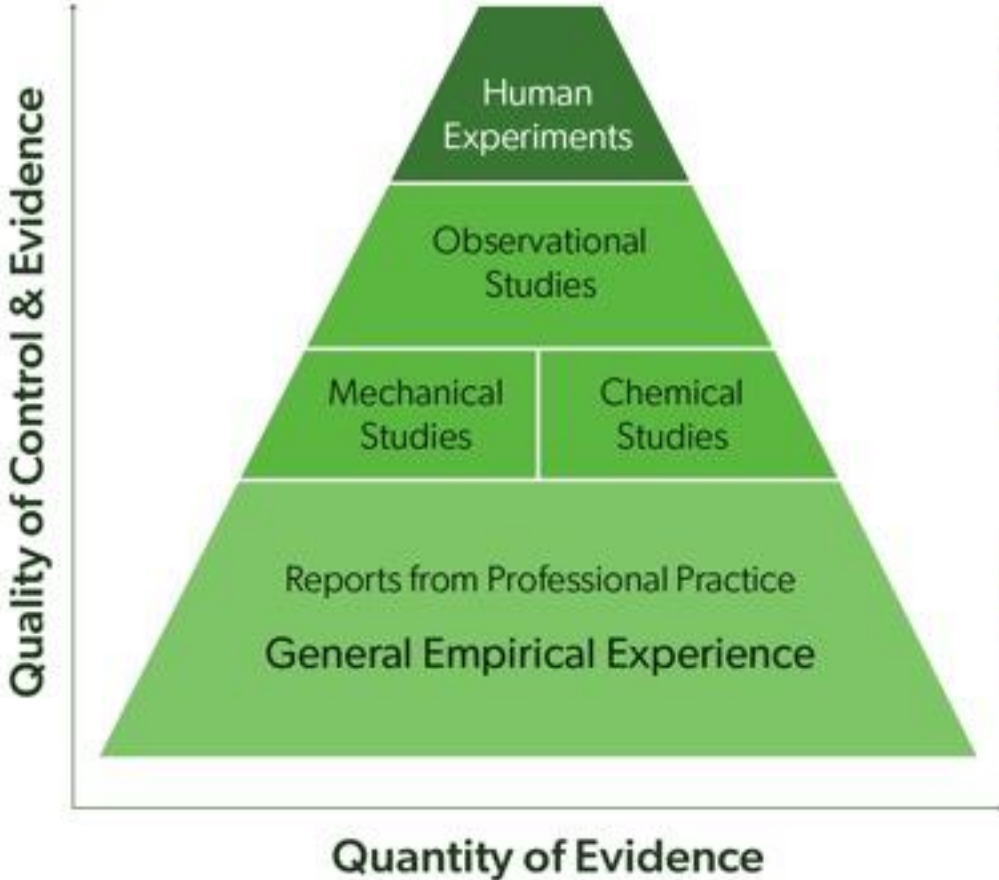 Quality of Control & Evidence
Human
Experiments
Observational
Studies
Mechanical
Studies
Chemical
Studies
Reports from Professional Practice
General Empirical Experience
Quantity of Evidence